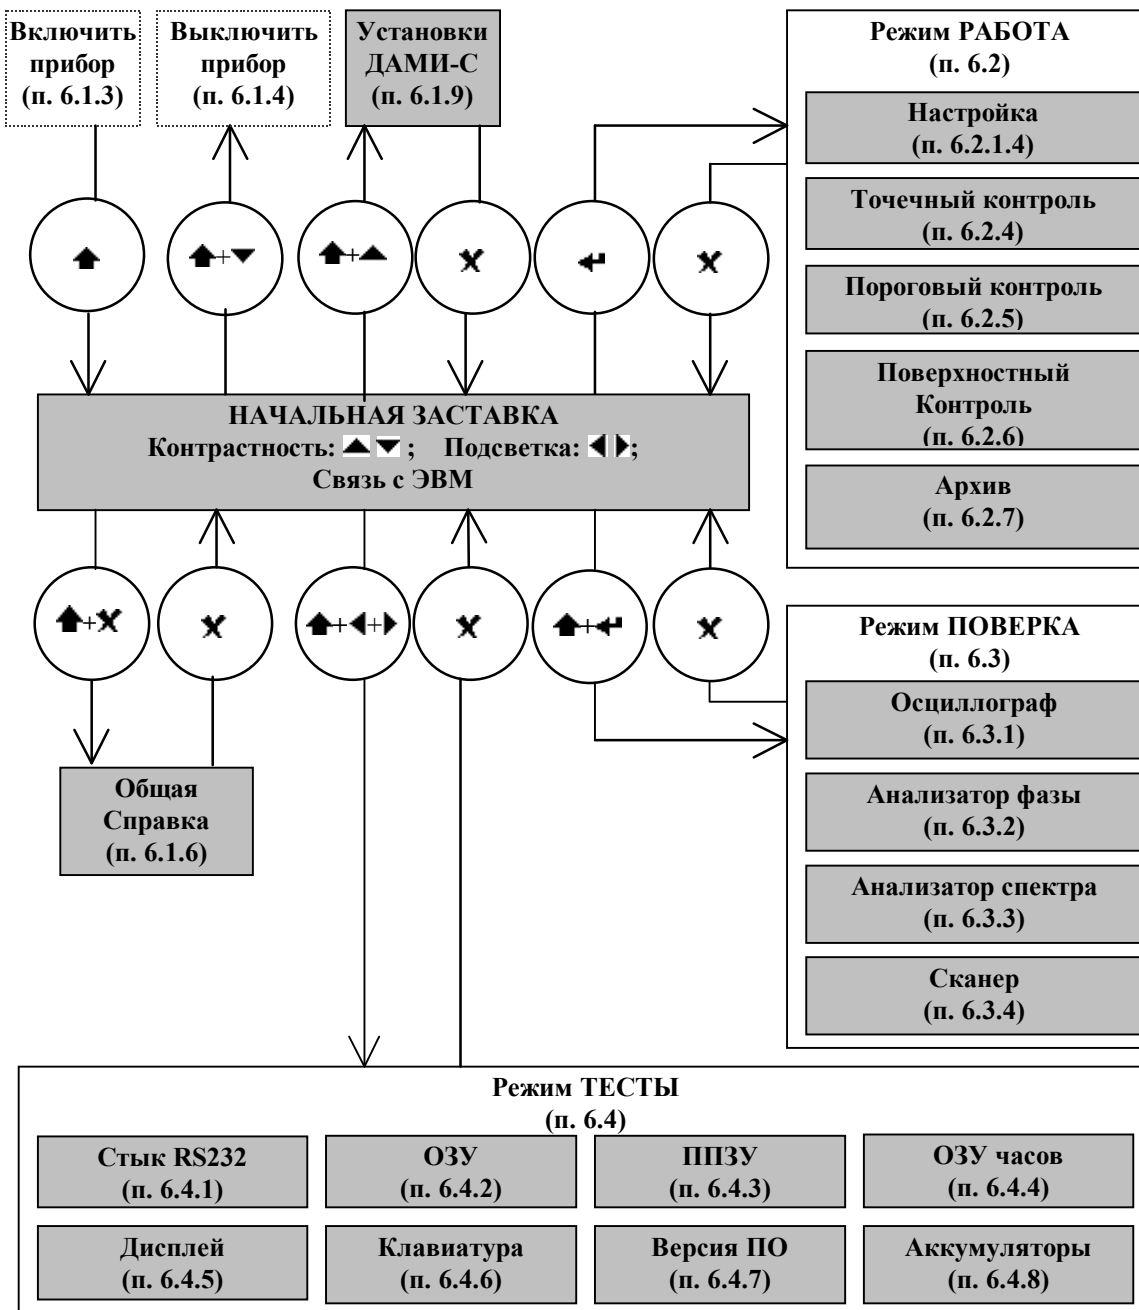 Включить
прибор
(п. 6.1.3)
Выключить
прибор
(п. 6.1.4)
Установки
ДАМИ-С
(п. 6.1.9)
Режим РАБОТА
(п. 6.2)
Настройка
(п. 6.2.1.4)
Точечный контроль
(п. 6.2.4)
Пороговый контроль
(п. 6.2.5)
Поверхностный
Контроль
(п. 6.2.6)
Архив
(п. 6.2.7)
НАЧАЛЬНАЯ ЗАСТАВКА
Контрастность: ▲ ▼ ; Подсветка: ◀ ▶;
Связь с ЭВМ
Общая
Справка
(п. 6.1.6)
Режим ПОВЕРКА
(п. 6.3)
Осциллограф
(п. 6.3.1)
Анализатор фазы
(п. 6.3.2)
Анализатор спектра
(п. 6.3.3)
Сканер
(п. 6.3.4)
Режим ТЕСТЫ
(п. 6.4)
Стык RS232
(п. 6.4.1)
ОЗУ
(п. 6.4.2)
ППЗУ
(п. 6.4.3)
ОЗУ часов
(п. 6.4.4)
Дисплей
(п. 6.4.5)
Клавиатура
(п. 6.4.6)
Версия ПО
(п. 6.4.7)
Аккумуляторы
(п. 6.4.8)